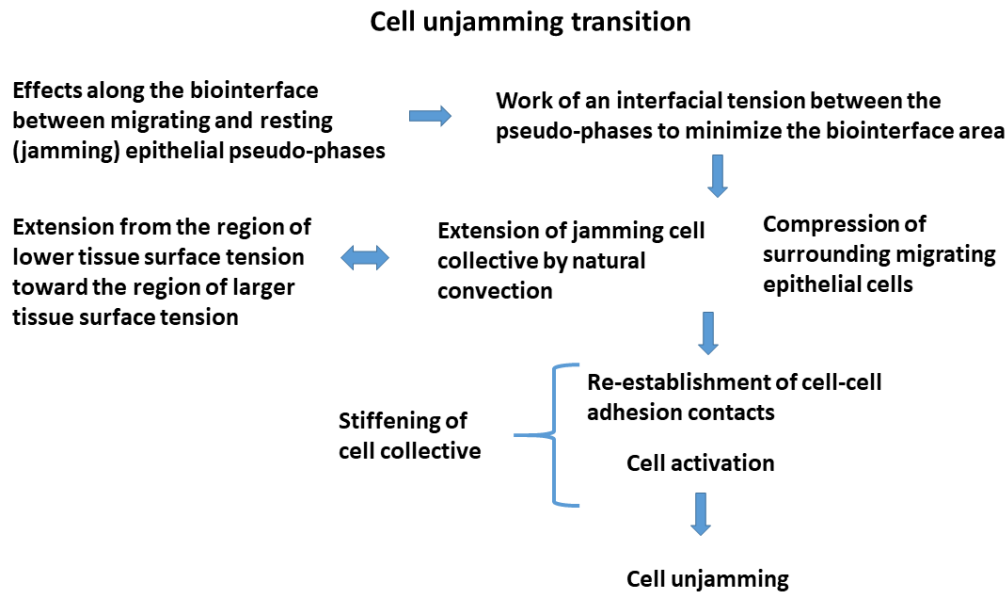 Cell unjamming transition
Effects along the biointerface
between migrating and resting
(jamming) epithelial pseudo-phases
Work of an interfacial tension between the
pseudo-phases to minimize the biointerface area
Extension from the region of
lower tissue surface tension
toward the region of larger
tissue surface tension
Extension of jamming cell
collective by natural
convection
Compression of
surrounding migrating
epithelial cells
Stiffening of
cell collective
Re-establishment of cell-cell
adhesion contacts
Cell activation
Cell unjamming